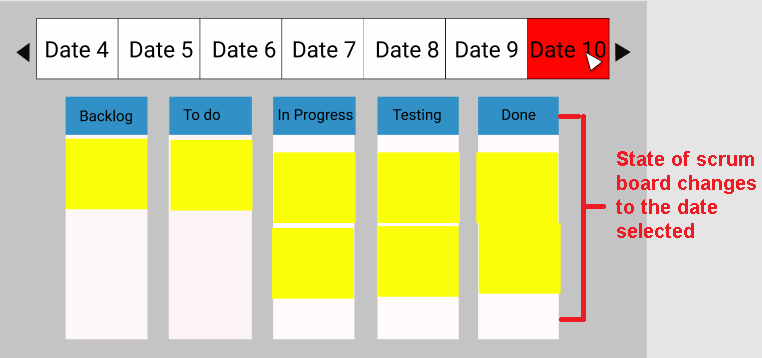 Date 4 Date 5 Date 6 Date 7 Date 8 Date 9 Date 10
Backlog To do In Progress Testing Done
State of scrum
board changes
to the date
selected